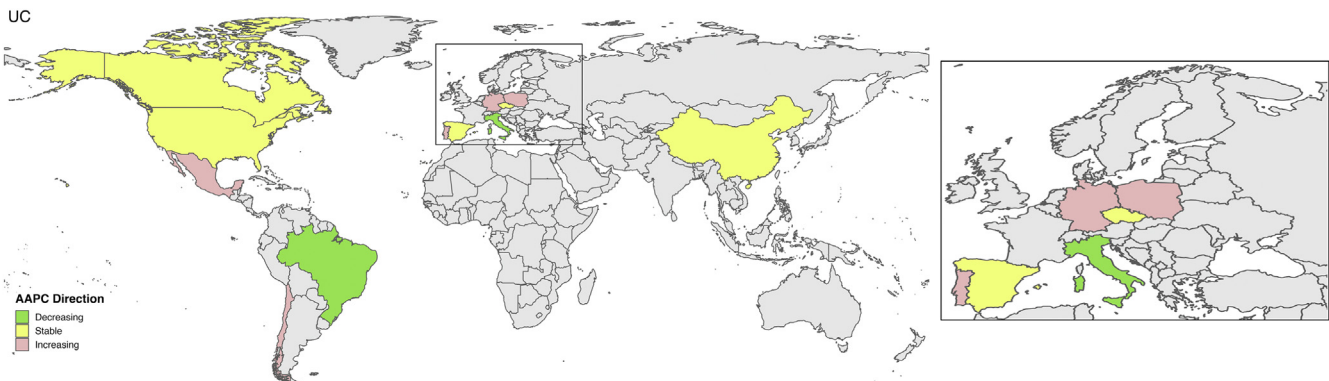 UC
AAPC Direction
Decreasing
Stable
Increasing